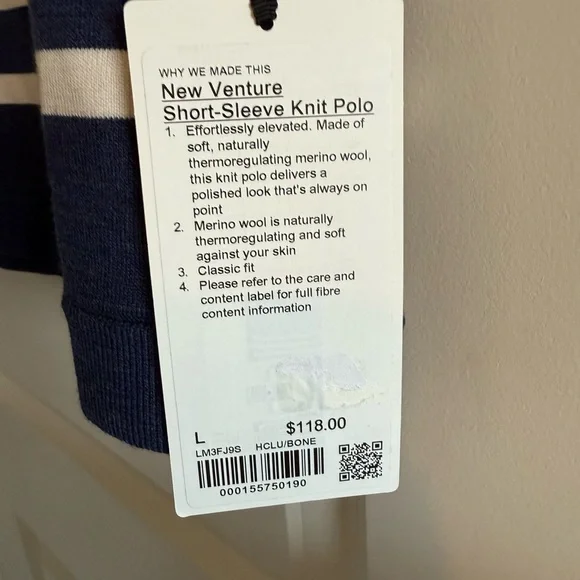 WHY WE MADE THIS
New Venture
Short-Sleeve Knit Polo
1. Effortlessly elevated. Made of
soft, naturally
thermoregulating merino wool,
this knit polo delivers a
polished look that's always on
point
2. Merino wool is naturally
thermoregulating and soft
against your skin
3. Classic fit
4. Please refer to the care and
content label for full fibre
content information
L $118.00
LM3FJ9S HCLU/BONE
000155750190